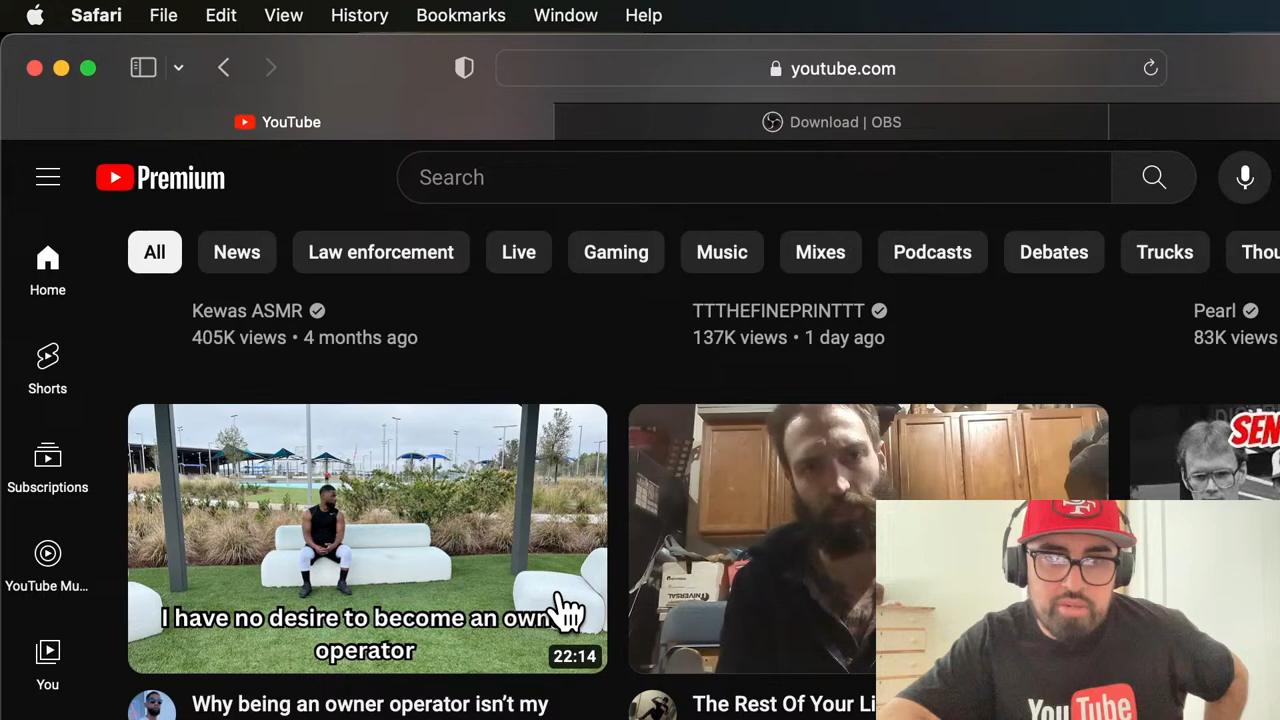 Safari File Edit View History Bookmarks Window Help
youtube.com
YouTube
Download | OBS
Premium
Search
All
News
Law enforcement
Live
Gaming
Music
Mixes
Podcasts
Debates
Trucks
Home
Shorts
Subscriptions
YouTube Mu...
You
Kewas ASMR
405K views • 4 months ago
TTTHEFINEPRINTTT
137K views • 1 day ago
Pearl
83K views
I have no desire to become an
operator
22:14
SEN
Why being an owner operator isn't my
The Rest Of Your
YouTube